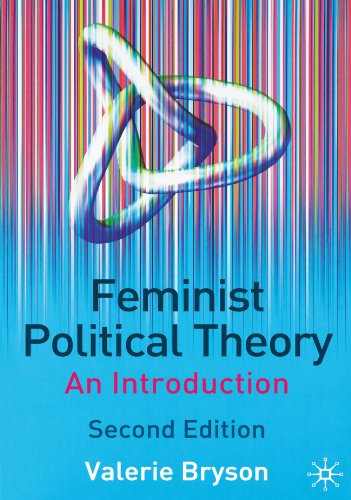 Feminist
Political Theory
An Introduction
Second Edition
Valerie Bryson